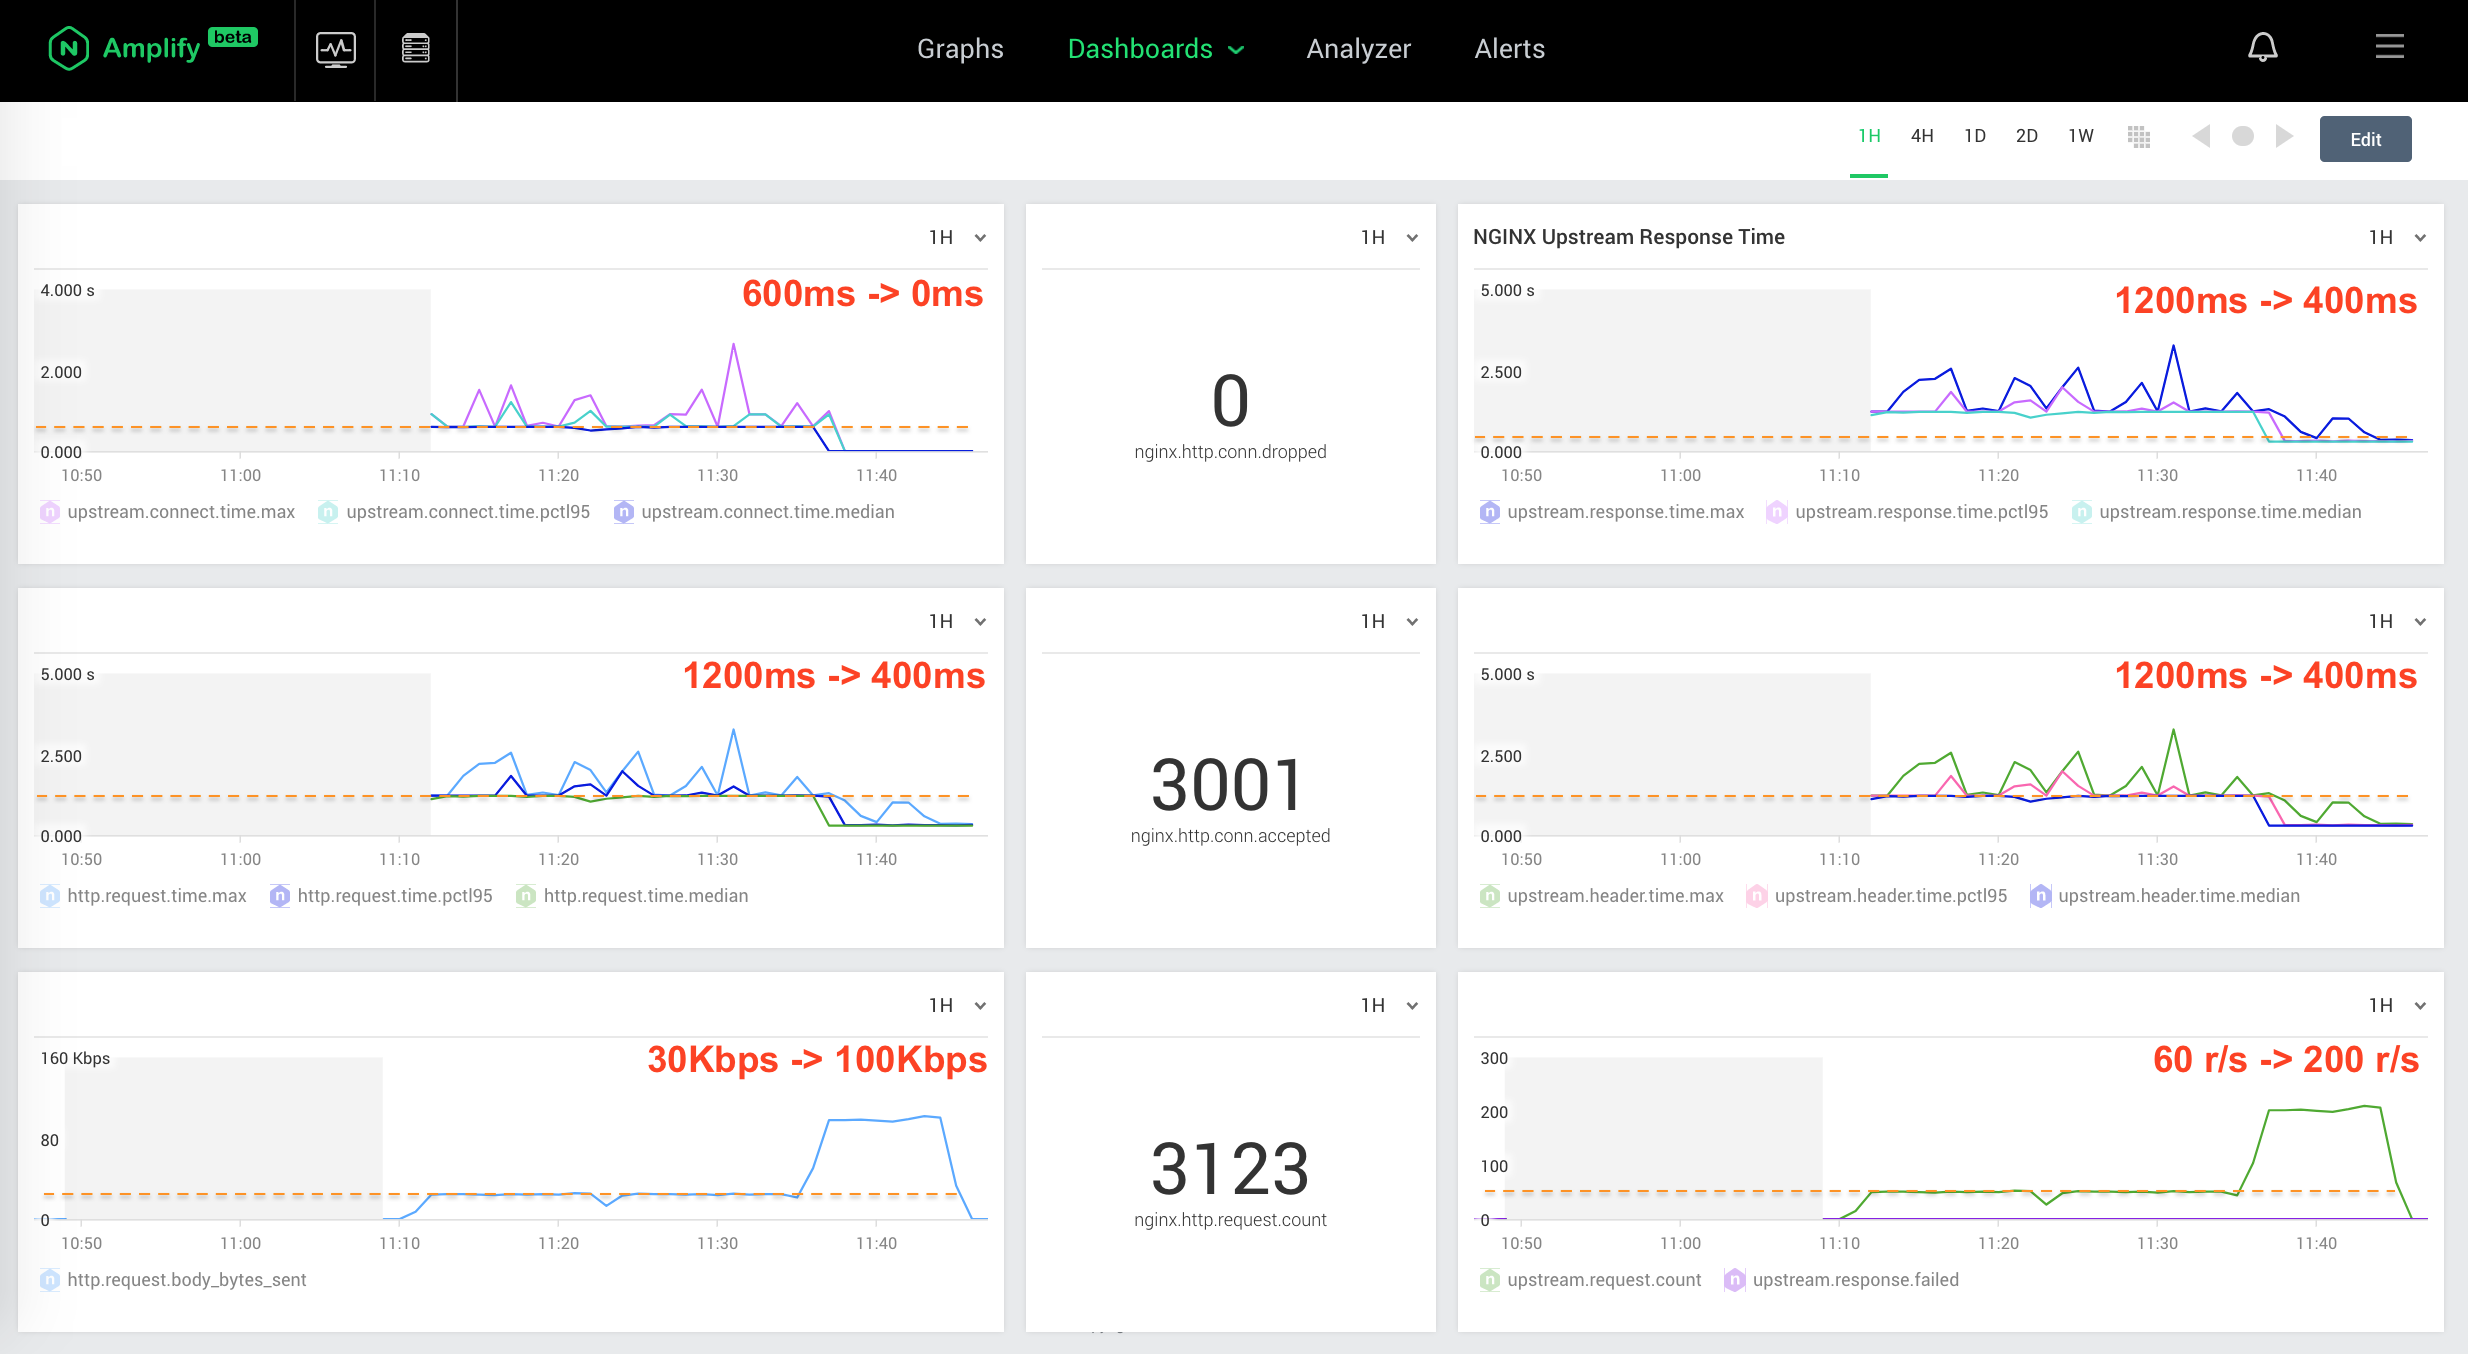 Amplify beta
Graphs Dashboards Analyzer Alerts
1H 4H 1D 2D 1W Edit
1H
600ms -> 0ms
4.000 s
2.000
0.000
10:50 11:00 11:10 11:20 11:30 11:40
upstream.connect.time.max upstream.connect.time.pctl95 upstream.connect.time.median
1H
0
nginx.http.conn.dropped
NGINX Upstream Response Time 1H
1200ms -> 400ms
5.000 s
2.500
0.000
10:50 11:00 11:10 11:20 11:30 11:40
upstream.response.time.max upstream.response.time.pctl95 upstream.response.time.median
1H
1200ms -> 400ms
5.000 s
2.500
0.000
10:50 11:00 11:10 11:20 11:30 11:40
http.request.time.max http.request.time.pctl95 http.request.time.median
1H
3001
nginx.http.conn.accepted
1H
1200ms -> 400ms
5.000 s
2.500
0.000
10:50 11:00 11:10 11:20 11:30 11:40
upstream.header.time.max upstream.header.time.pctl95 upstream.header.time.median
1H
30Kbps -> 100Kbps
160 Kbps
80
0
10:50 11:00 11:10 11:20 11:30 11:40
http.request.body_bytes_sent
1H
3123
nginx.http.request.count
1H
60 r/s -> 200 r/s
300
200
100
0
10:50 11:00 11:10 11:20 11:30 11:40
upstream.request.count upstream.response.failed